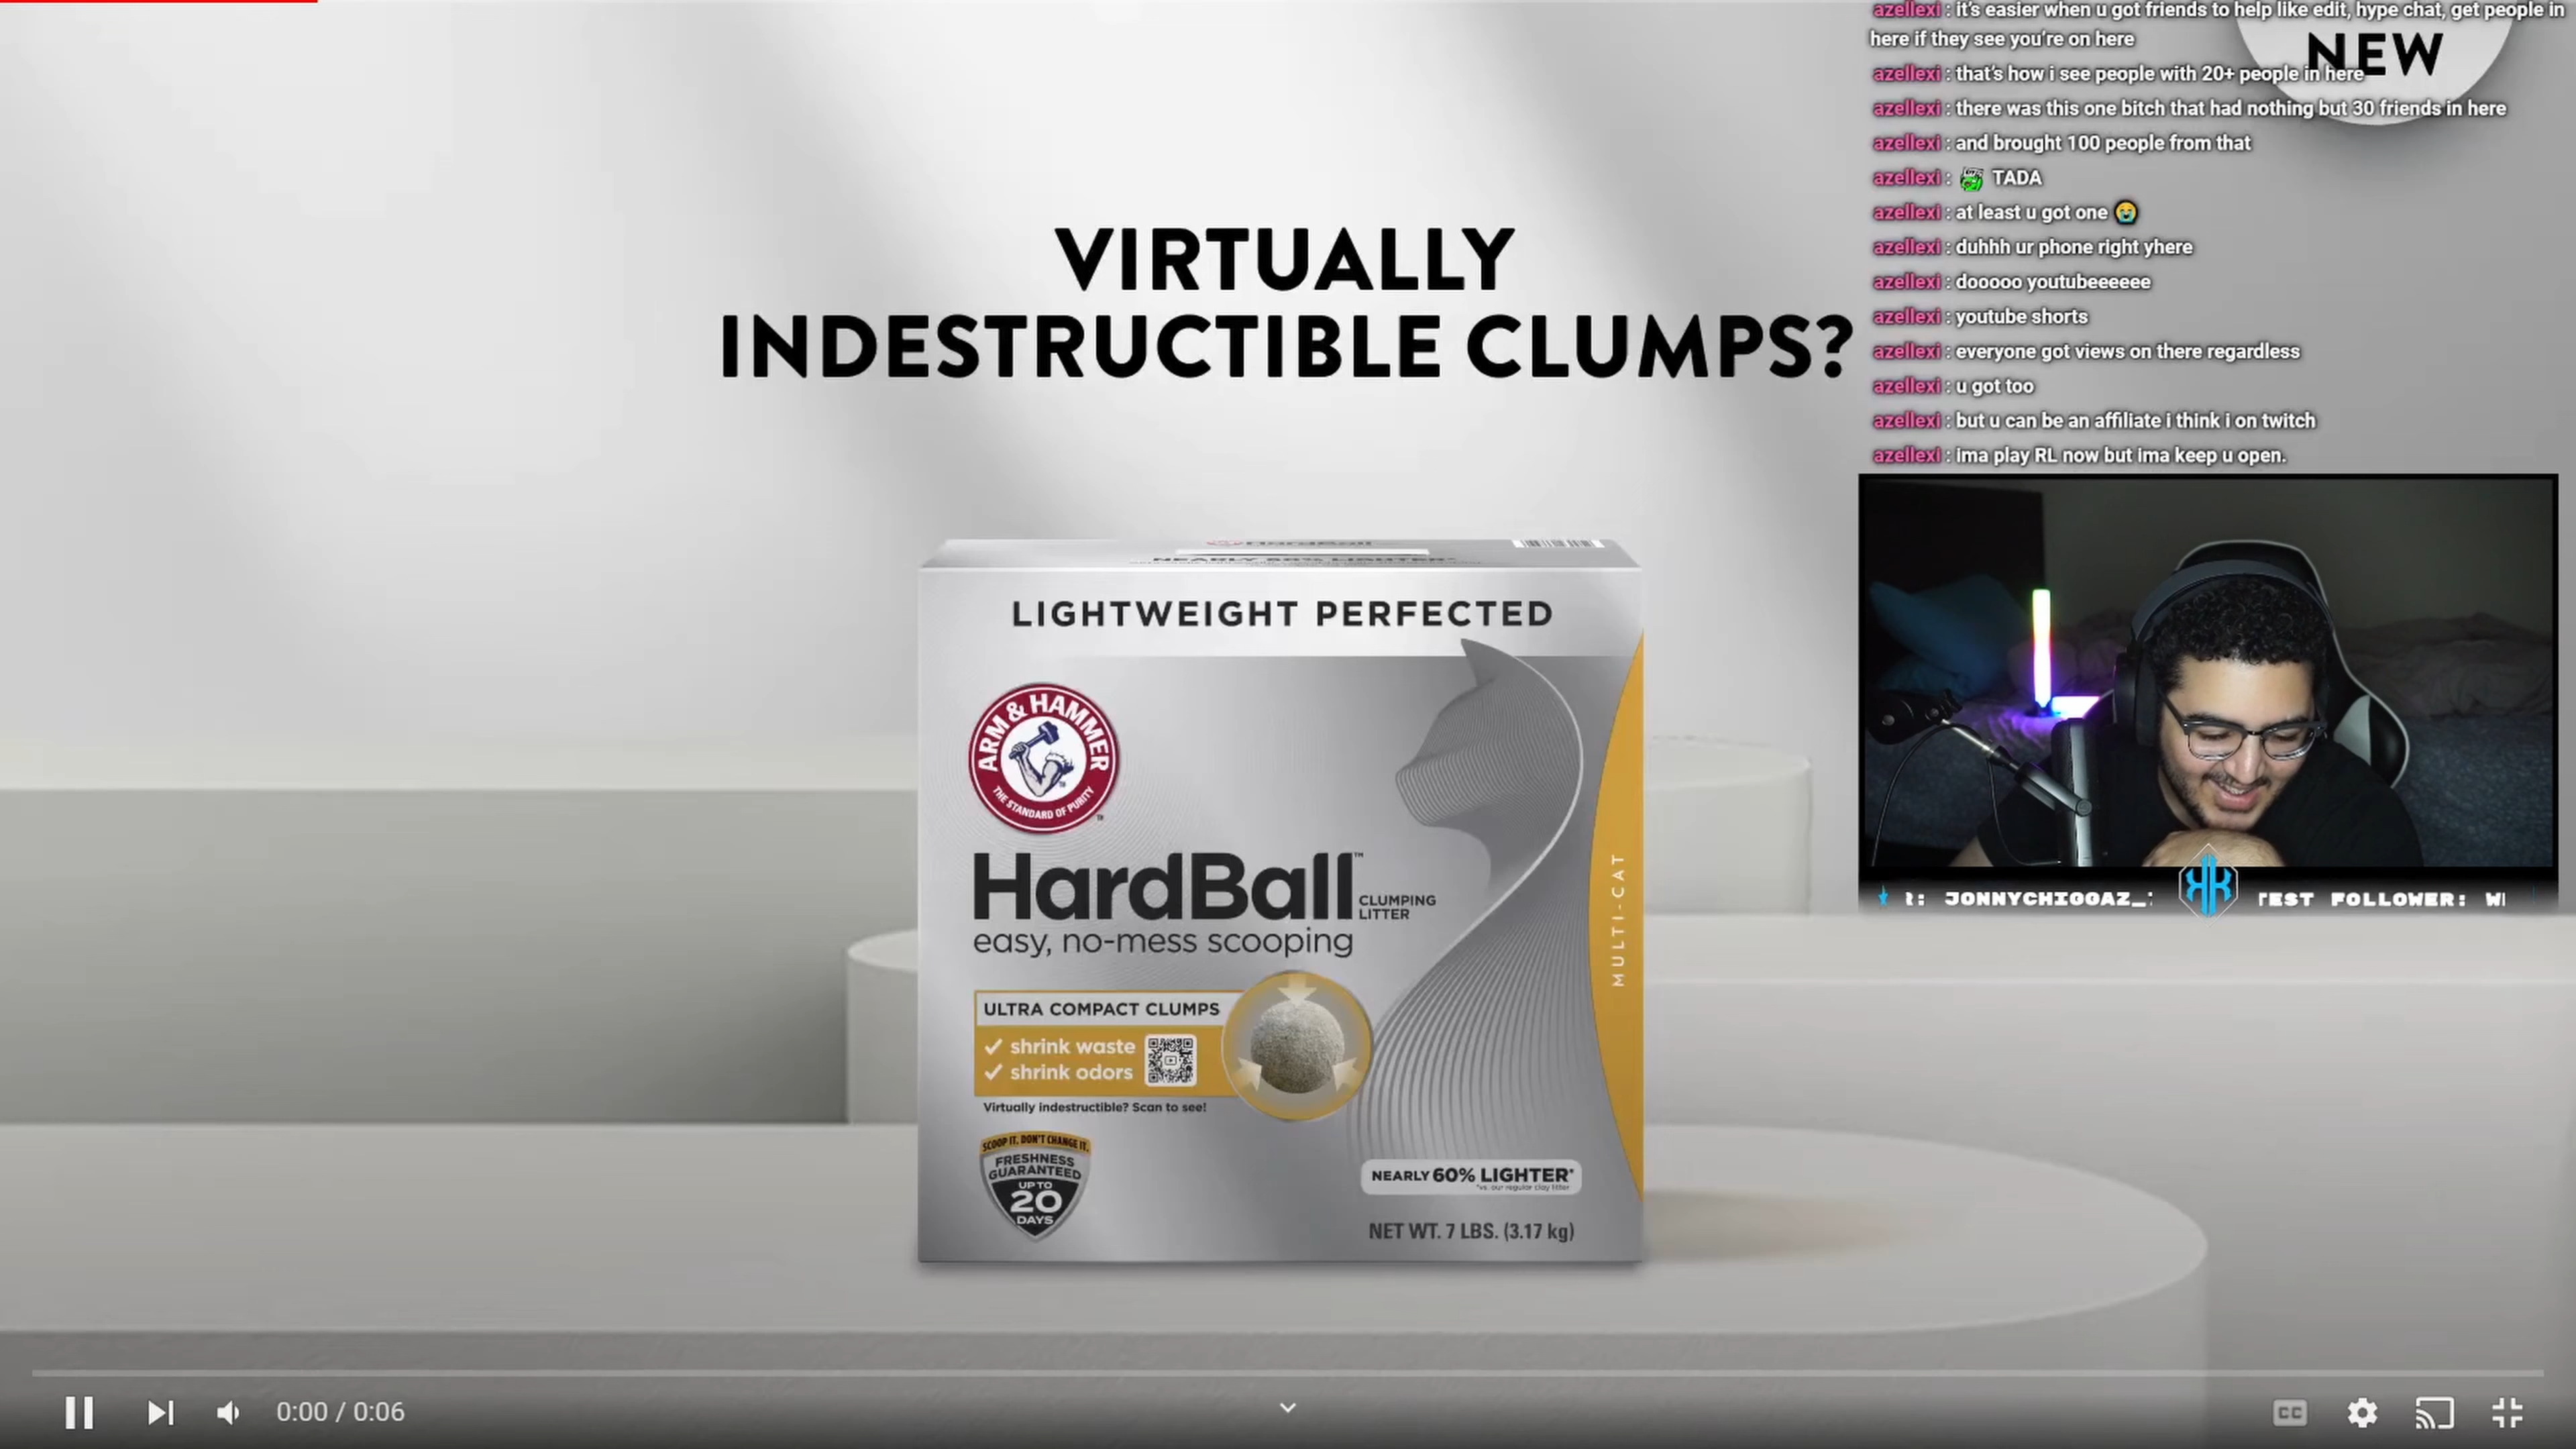 azellexi : it's easier when u got friends to help like edit, hype chat, get people in
here if they see you're on here
NEW
azellexi : that's how i see people with 20+ people in here
azellexi : there was this one bitch that had nothing but 30 friends in here
azellexi : and brought 100 people from that
azellexi : TADA
azellexi : at least u got one 😭
azellexi : duhhh ur phone right yhere
azellexi : dooooo youtubeeeeee
azellexi : youtube shorts
azellexi : everyone got views on there regardless
azellexi : u got too
azellexi : but u can be an affiliate i think i on twitch
azellexi : ima play RL now but ima keep u open.
VIRTUALLY
INDESTRUCTIBLE CLUMPS?
HardBall
LIGHTWEIGHT PERFECTED
ARM & HAMMER
THE STANDARD OF PURITY
™
HardBall™
CLUMPING
LITTER
easy, no-mess scooping
MULTI-CAT
ULTRA COMPACT CLUMPS
✓ shrink waste
✓ shrink odors
Virtually indestructible? Scan to see!
SCOOP IT. DON'T CHANGE IT.
FRESHNESS
GUARANTEED
UP TO
20
DAYS
NEARLY 60% LIGHTER*
*vs. our regular clay litter
NET WT. 7 LBS. (3.17 kg)
R: JONNYCHIGGAZ_
TEST FOLLOWER: W
0:00 / 0:06
CC